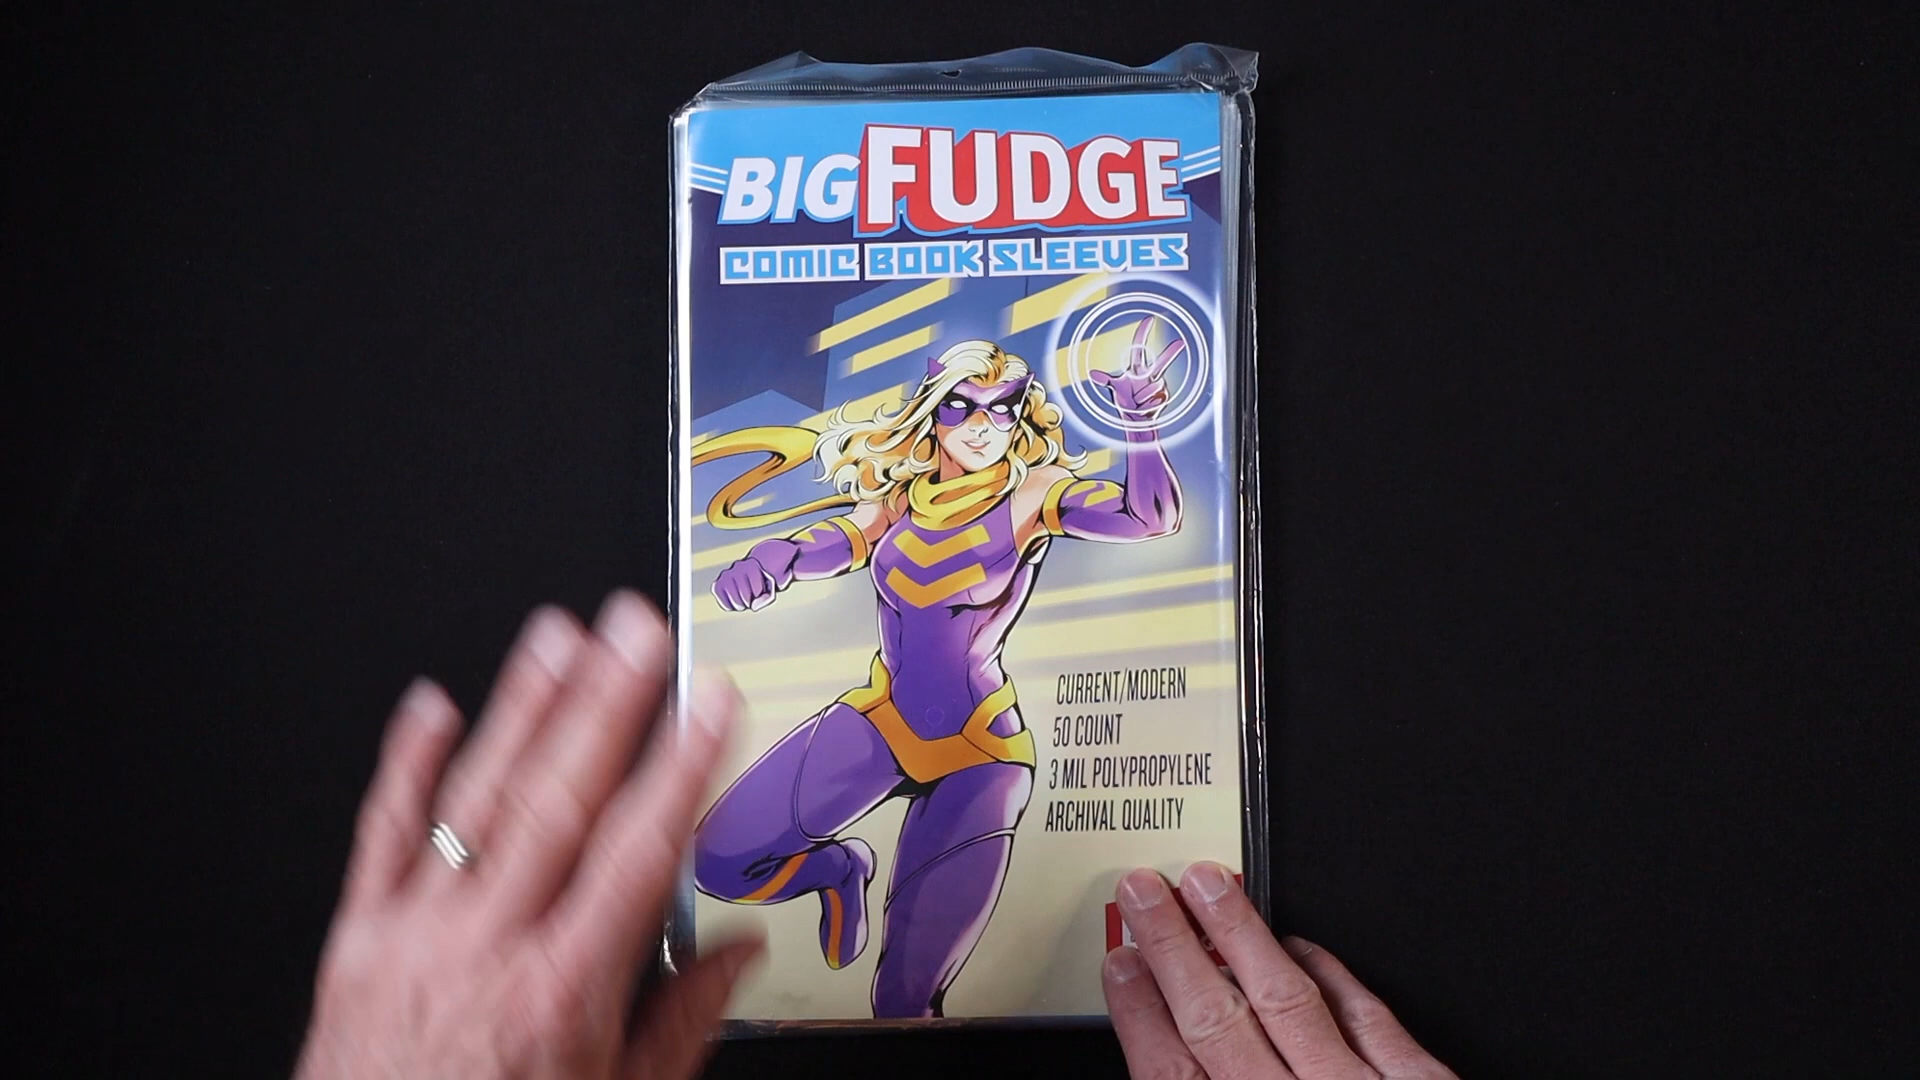 BIG FUDGE
COMIC BOOK SLEEVES
CURRENT/MODERN
50 COUNT
3 MIL POLYPROPYLENE
ARCHIVAL QUALITY